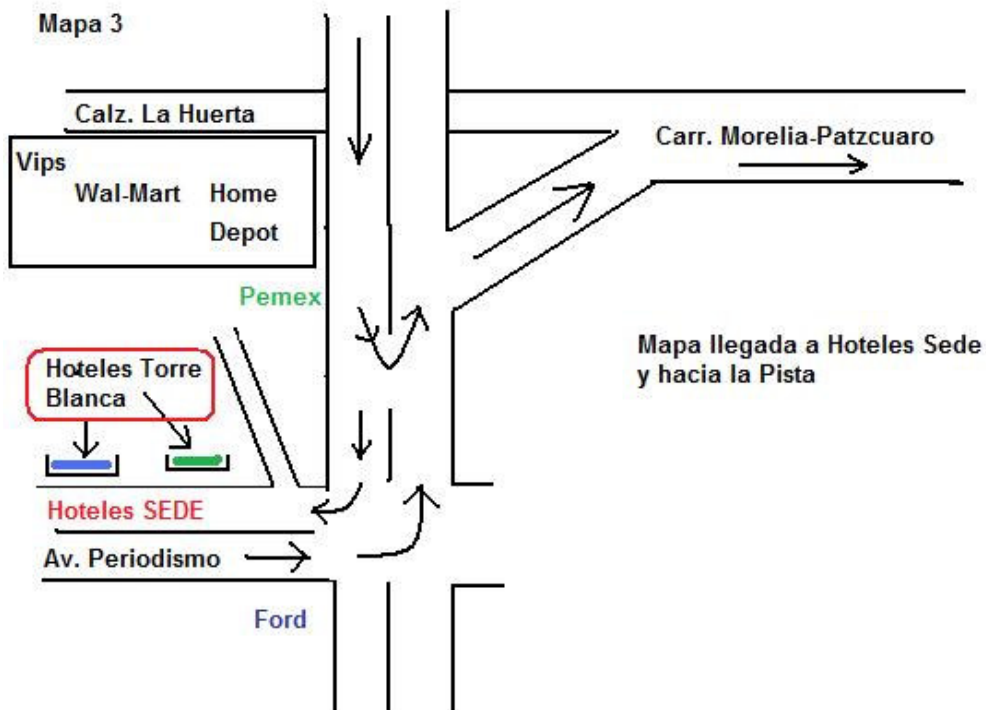 Mapa 3
Calz. La Huerta
Carr. Morelia-Patzcuaro
Vips
Wal-Mart Home
Depot
Pemex
Mapa llegada a Hoteles Sede
y hacia la Pista
Hoteles Torre
Blanca
Hoteles SEDE
Av. Periodismo
Ford